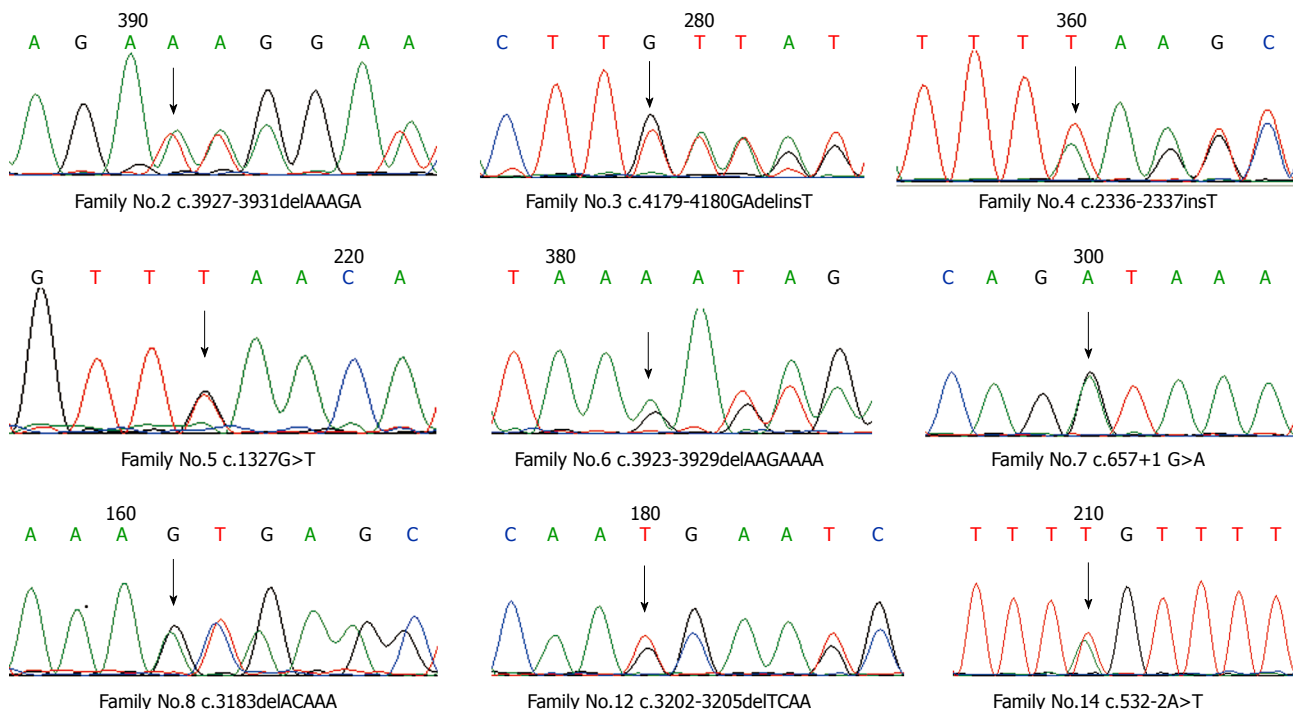 390 280 360
A G A A A G G A A C T T G T T A T T T T T A A G C
Family No.2 c.3927-3931delAAAGA Family No.3 c.4179-4180GAdelinsT Family No.4 c.2336-2337insT
220 380 300
G T T T A A C A T A A A A T A G C A G A T A A A
Family No.5 c.1327G>T Family No.6 c.3923-3929delAAGAAAA Family No.7 c.657+1 G>A
160 180 210
A A A G T G A G C C A A T G A A T C T T T T G T T T T
Family No.8 c.3183delACAAA Family No.12 c.3202-3205delTCAA Family No.14 c.532-2A>T